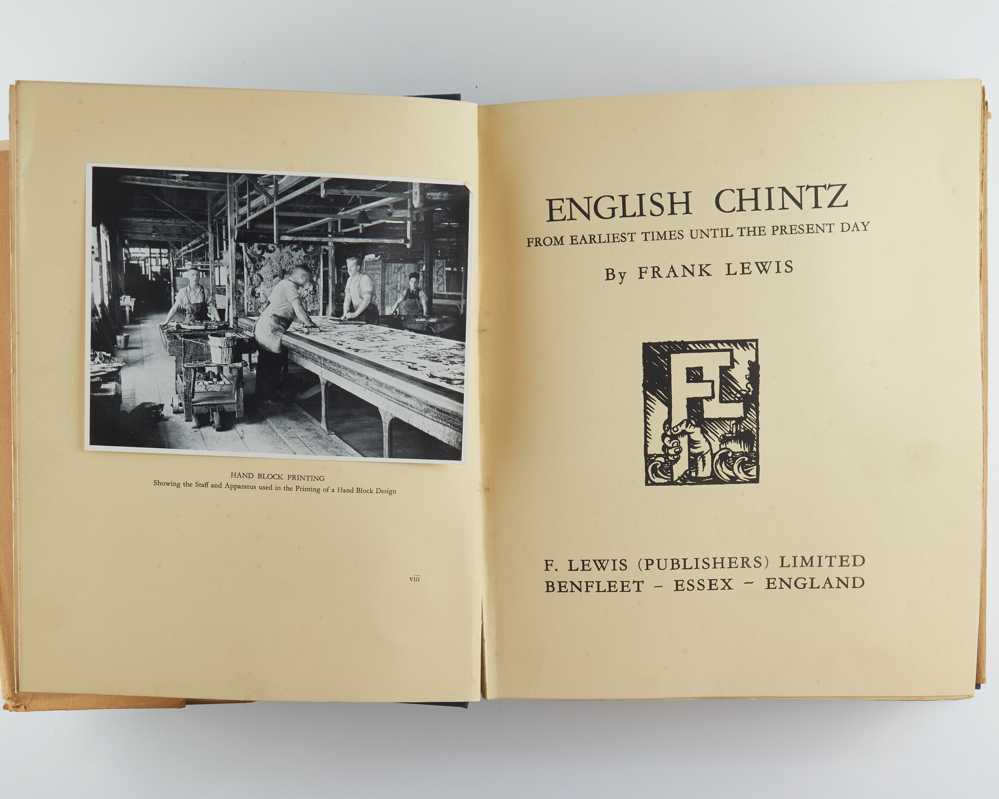 HAND BLOCK PRINTING
Showing the Staff and Apparatus used in the Printing of a Hand Block Design
viii
ENGLISH CHINTZ
FROM EARLIEST TIMES UNTIL THE PRESENT DAY
By FRANK LEWIS
FL
F. LEWIS (PUBLISHERS) LIMITED
BENFLEET – ESSEX – ENGLAND